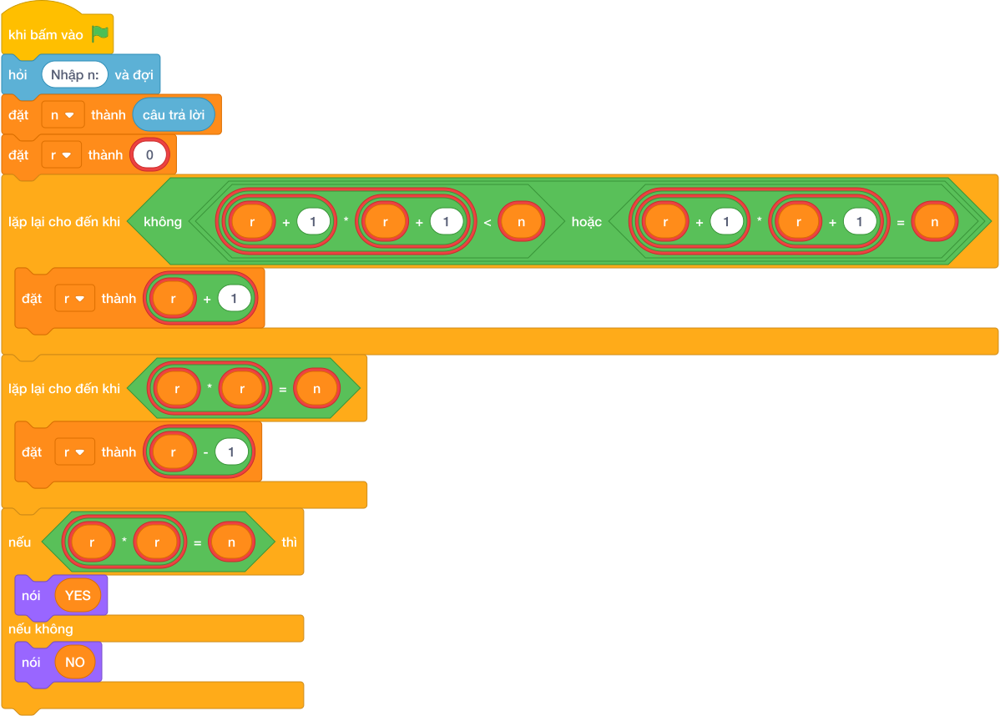 khi bấm vào
hỏi Nhập n: và đợi
đặt n thành câu trả lời
đặt r thành 0
lặp lại cho đến khi không r + 1 * r + 1 < n hoặc r + 1 * r + 1 = n
đặt r thành r + 1
lặp lại cho đến khi r * r = n
đặt r thành r - 1
nếu r * r = n thì
nói YES
nếu không
nói NO